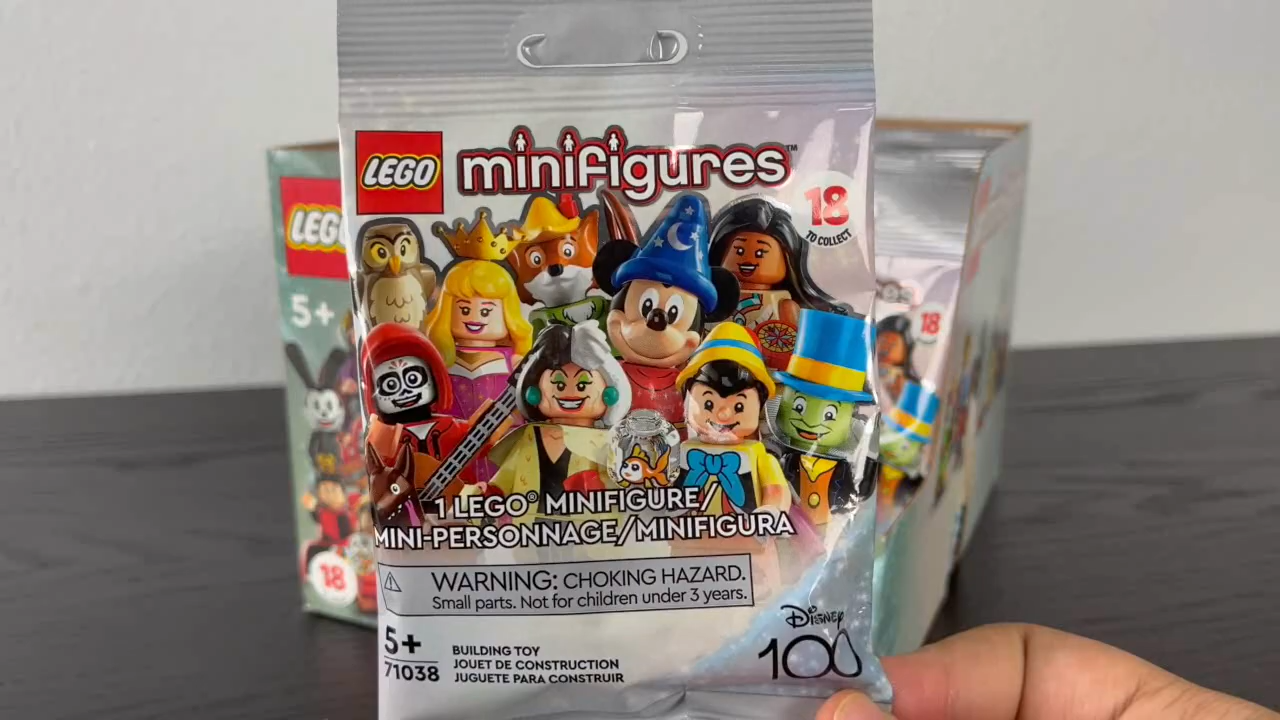 LEGO
minifigures™
18
TO COLLECT
1 LEGO® MINIFIGURE/
MINI-PERSONNAGE/MINIFIGURA
WARNING: CHOKING HAZARD.
Small parts. Not for children under 3 years.
5+
71038
BUILDING TOY
JOUET DE CONSTRUCTION
JUGUETE PARA CONSTRUIR
Disney
100
LEGO
5+
18
18